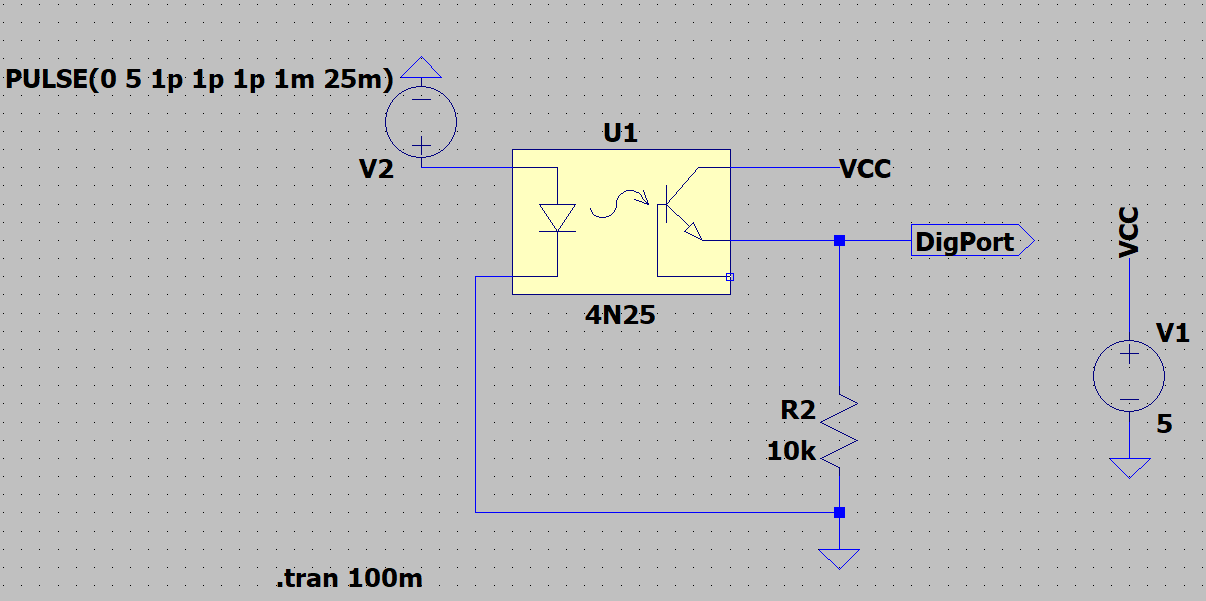 PULSE(0 5 1p 1p 1p 1m 25m)
V2
U1
4N25
VCC
DigPort
R2
10k
VCC
V1
5
.tran 100m